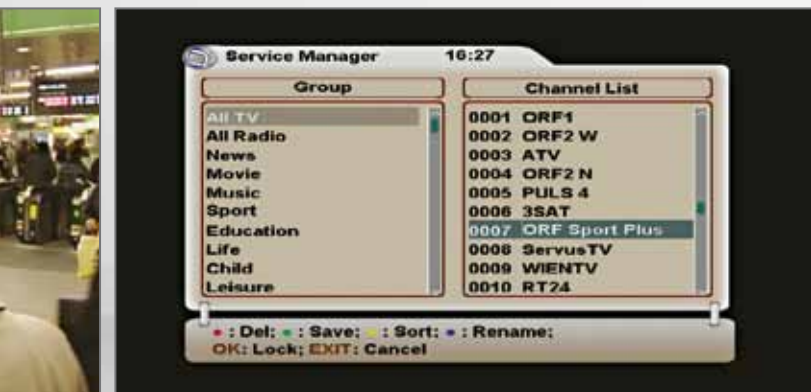 Service Manager 16:27
Group
Channel List
All TV
All Radio
News
Movie
Music
Sport
Education
Life
Child
Leisure
0001 ORF1
0002 ORF2 W
0003 ATV
0004 ORF2 N
0005 PULS 4
0006 3SAT
0007 ORF Sport Plus
0008 ServusTV
0009 WIENTV
0010 RT24
: Del; : Save; : Sort; : Rename;
OK: Lock; EXIT: Cancel